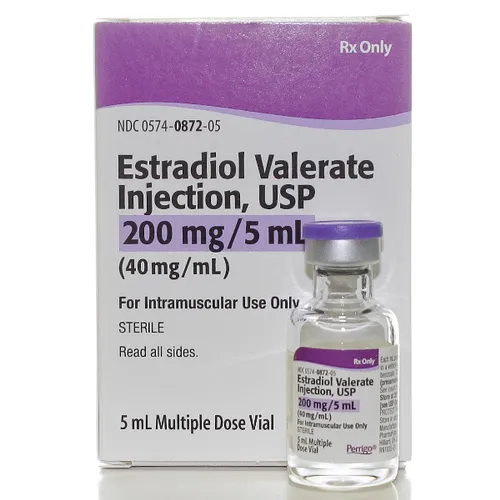 Rx Only
NDC 0574-0872-05
Estradiol Valerate
Injection, USP
200 mg/5 mL
(40 mg/mL)
For Intramuscular Use Only
STERILE
Read all sides.
5 mL Multiple Dose Vial
Rx Only
NDC 0574-0872-05
Estradiol Valerate
Injection, USP
200 mg/5 mL
(40 mg/mL)
For Intramuscular Use Only
STERILE
5 mL Multiple
Dose Vial
Perrigo®